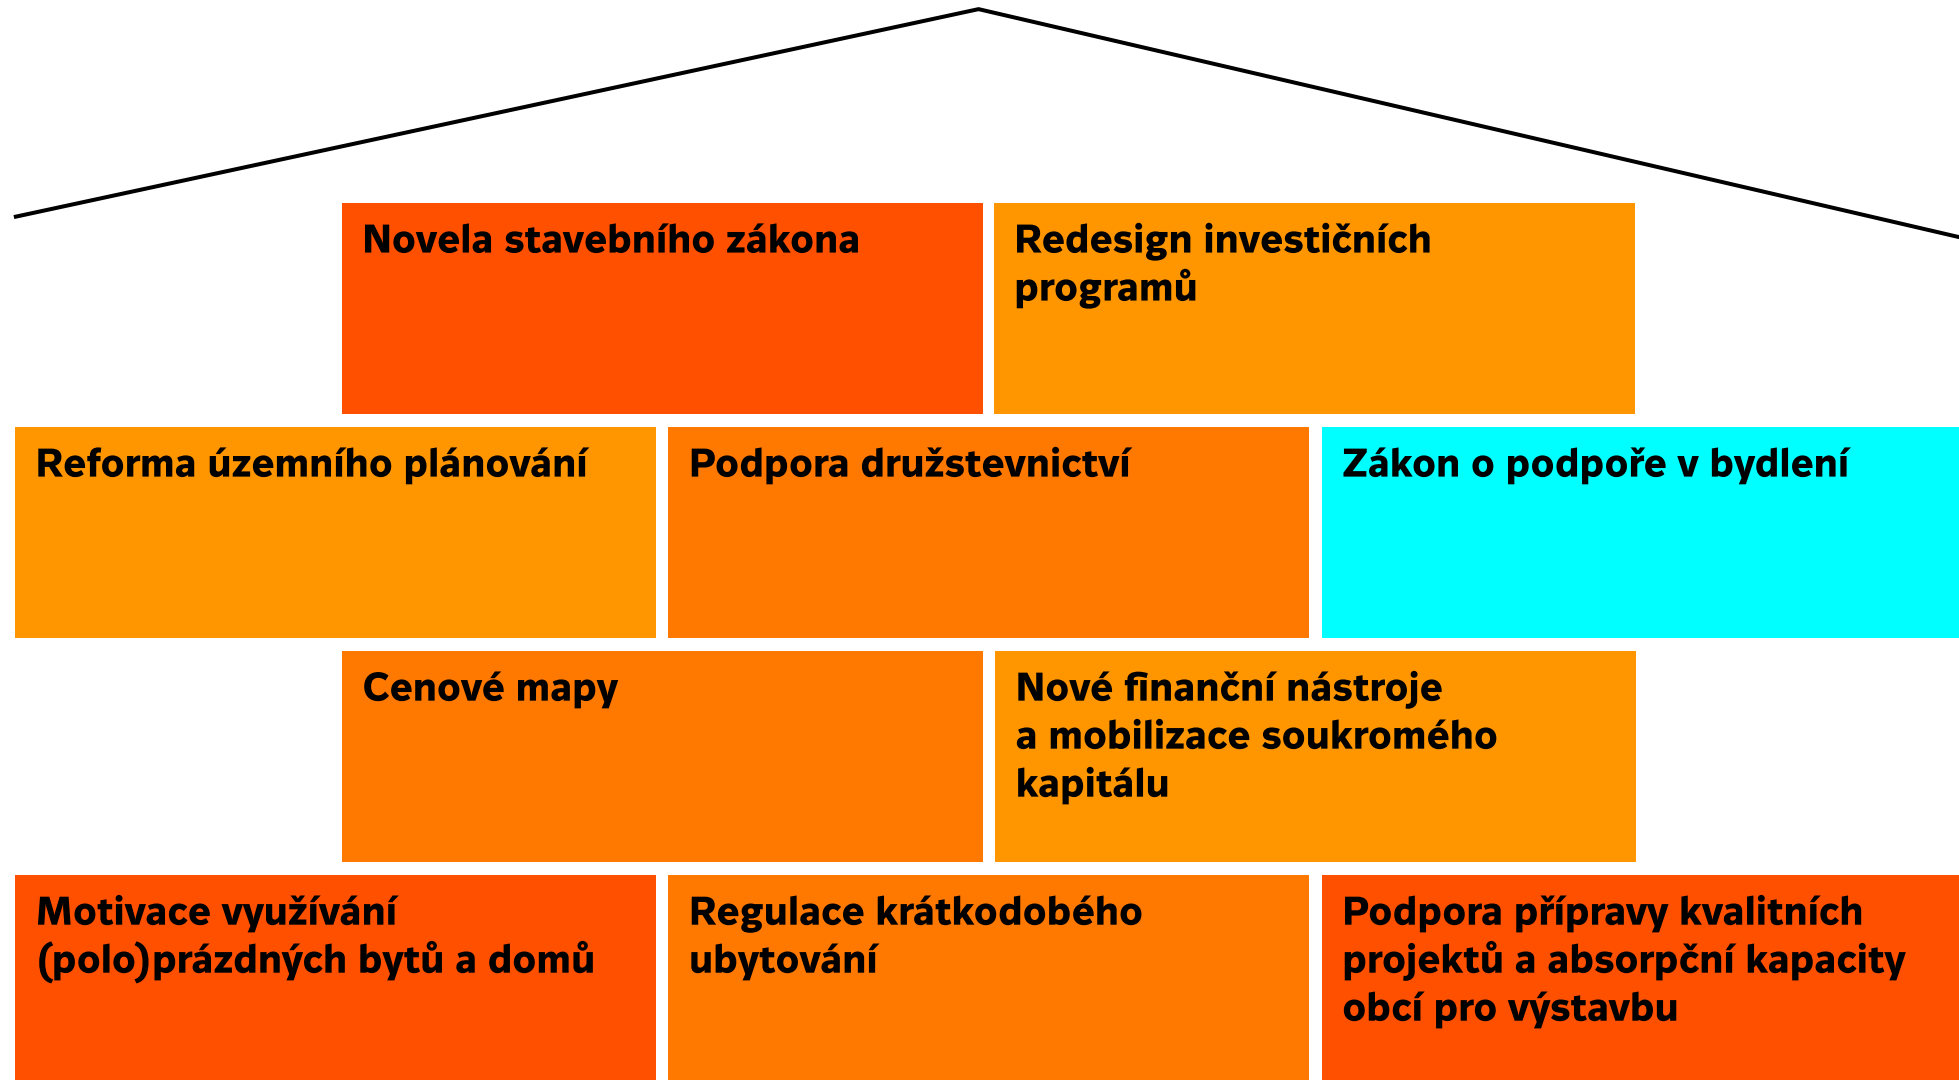 Novela stavebního zákona
Redesign investičních
programů
Reforma územního plánování
Podpora družstevnictví
Zákon o podpoře v bydlení
Cenové mapy
Nové finanční nástroje
a mobilizace soukromého
kapitálu
Motivace využívání
(polo)prázdných bytů a domů
Regulace krátkodobého
ubytování
Podpora přípravy kvalitních
projektů a absorpční kapacity
obcí pro výstavbu